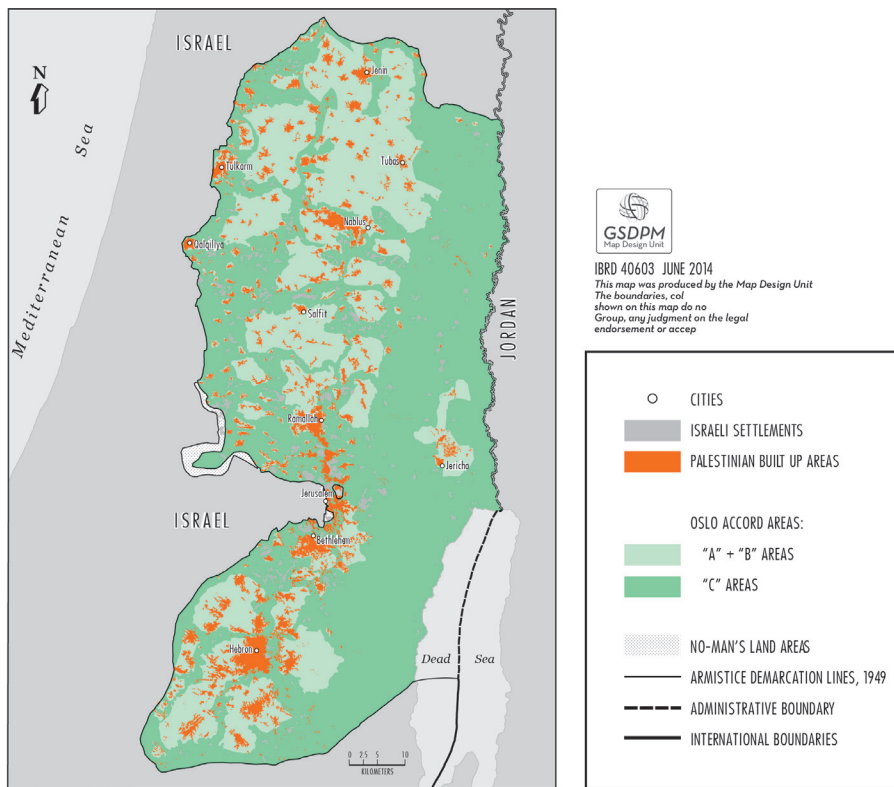 ISRAEL
N
Mediterranean Sea
Jenin
Tubas
Tulkarm
Nablus
Qalqiliya
Salfit
JORDAN
Ramallah
Jericho
Jerusalem
ISRAEL
Bethlehem
Hebron
Dead Sea
0 2.5 5 10
KILOMETERS
GSDPM
Map Design Unit
IBRD 40603 JUNE 2014
This map was produced by the Map Design Unit
The boundaries, col
shown on this map do no
Group, any judgment on the legal
endorsement or accep
CITIES
ISRAELI SETTLEMENTS
PALESTINIAN BUILT UP AREAS
OSLO ACCORD AREAS:
"A" + "B" AREAS
"C" AREAS
NO-MAN'S LAND AREAS
ARMISTICE DEMARCATION LINES, 1949
ADMINISTRATIVE BOUNDARY
INTERNATIONAL BOUNDARIES